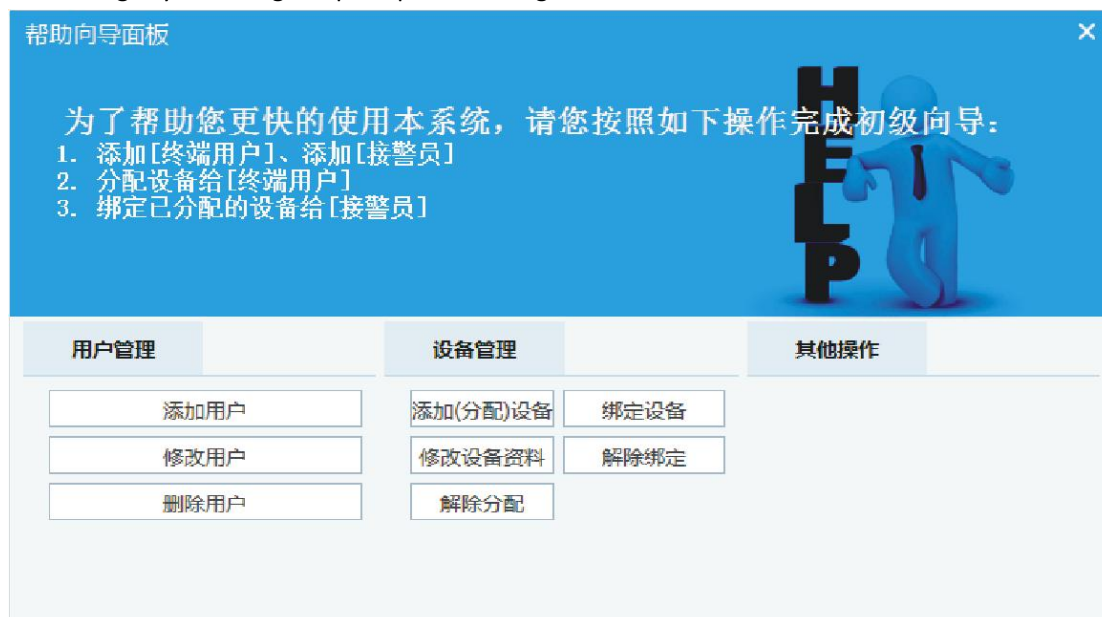 帮助向导面板
×
为了帮助您更快的使用本系统，请您按照如下操作完成初级向导：
1. 添加[终端用户]、添加[接警员]
2. 分配设备给[终端用户]
3. 绑定已分配的设备给[接警员]
HELP
用户管理 设备管理 其他操作
添加用户 添加(分配)设备 绑定设备
修改用户 修改设备资料 解除绑定
删除用户 解除分配